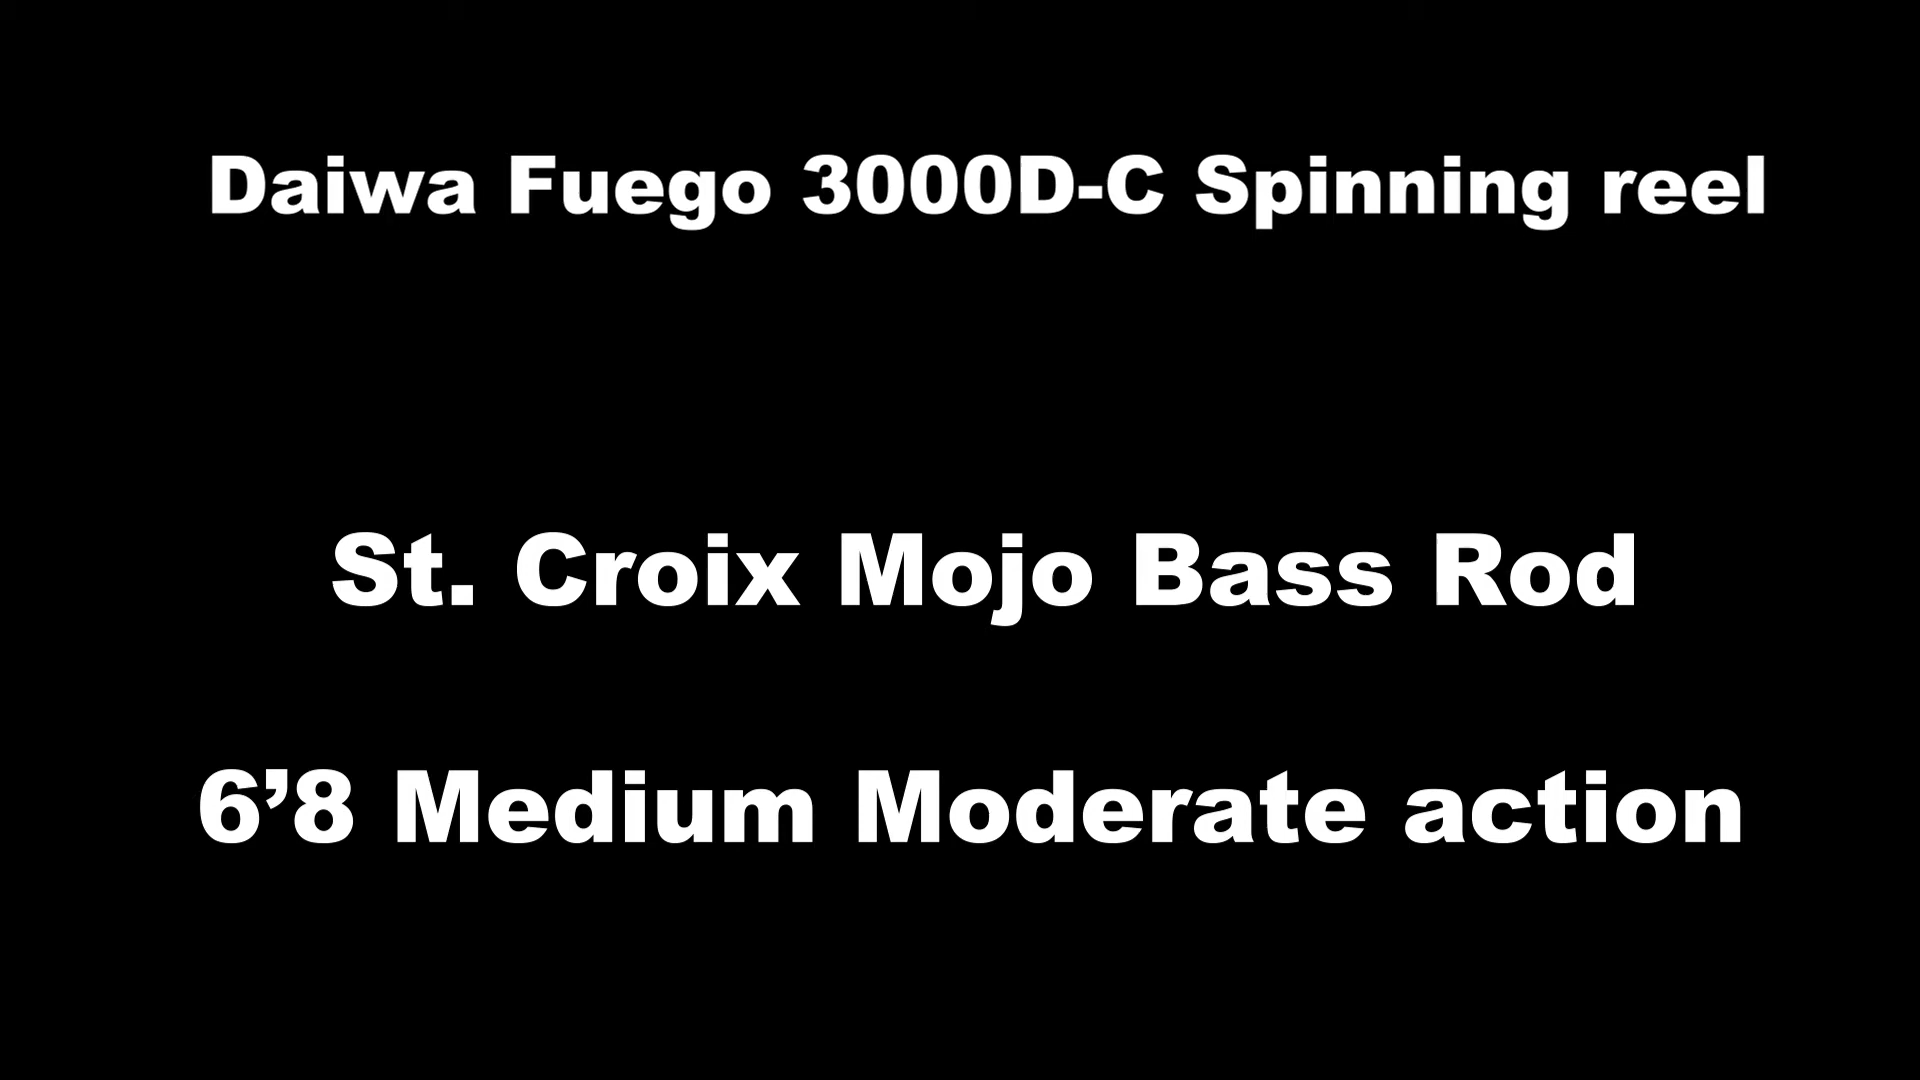 Daiwa Fuego 3000D-C Spinning reel
St. Croix Mojo Bass Rod
6’8 Medium Moderate action